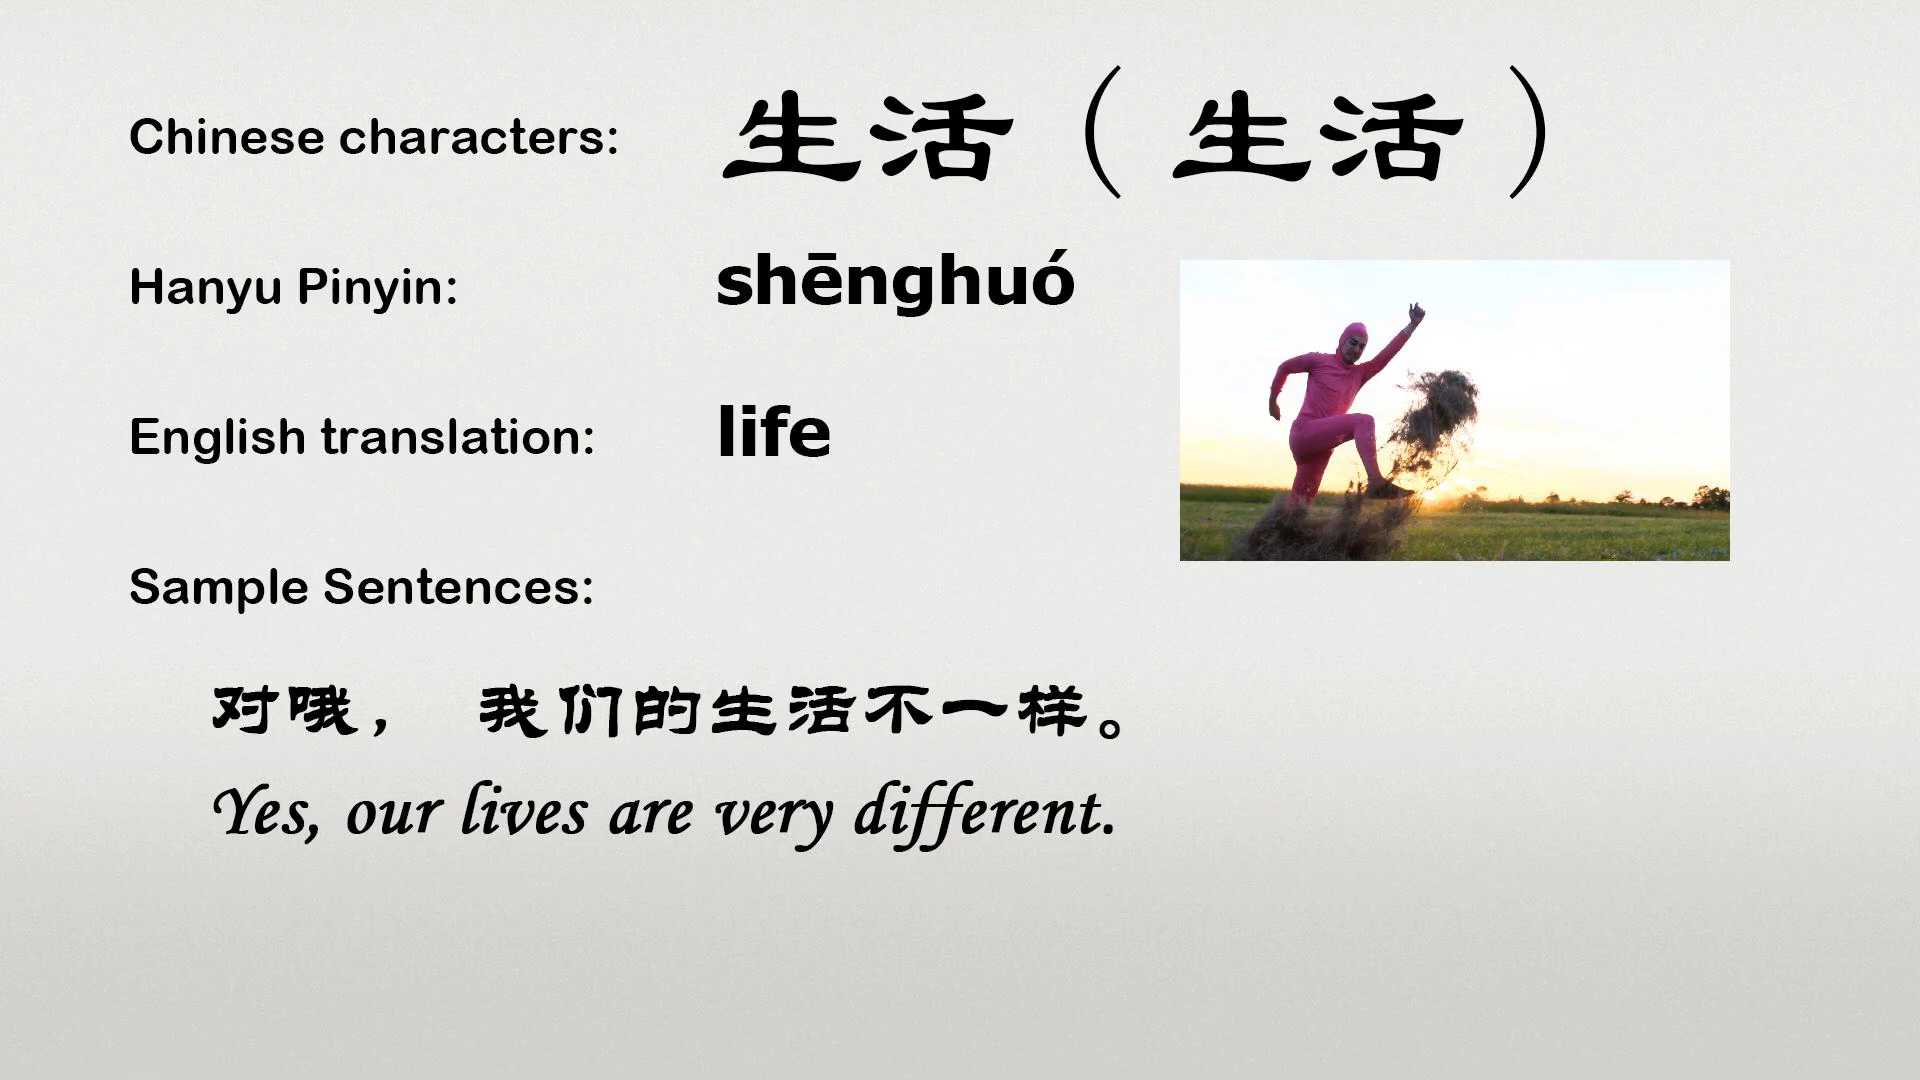 Chinese characters: 生活（生活）
Hanyu Pinyin: shēnghuó
English translation: life
Sample Sentences:
对哦， 我们的生活不一样。
Yes, our lives are very different.